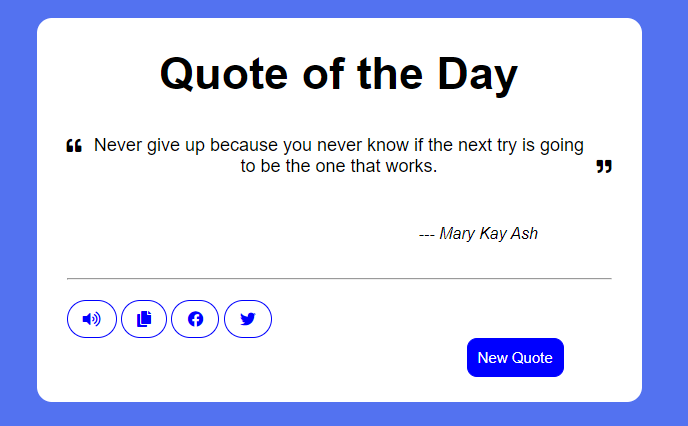 Quote of the Day
❝ Never give up because you never know if the next try is going
to be the one that works. ❞
--- Mary Kay Ash
New Quote